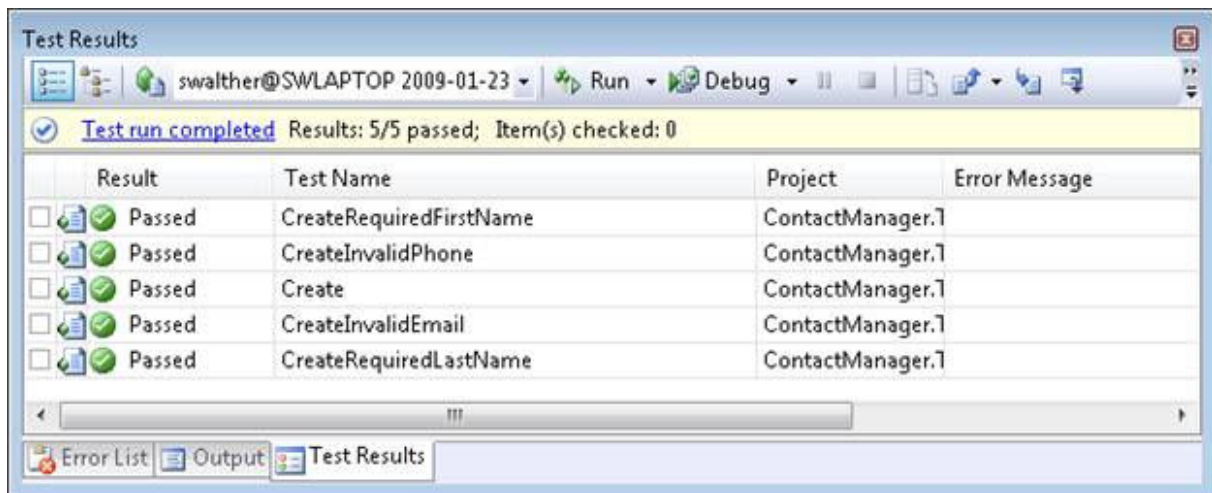 Test Results
swalther@SWLAPTOP 2009-01-23 Run Debug
Test run completed Results: 5/5 passed; Item(s) checked: 0
Result Test Name Project Error Message
Passed CreateRequiredFirstName ContactManager.T
Passed CreateInvalidPhone ContactManager.T
Passed Create ContactManager.T
Passed CreateInvalidEmail ContactManager.T
Passed CreateRequiredLastName ContactManager.T
Error List Output Test Results